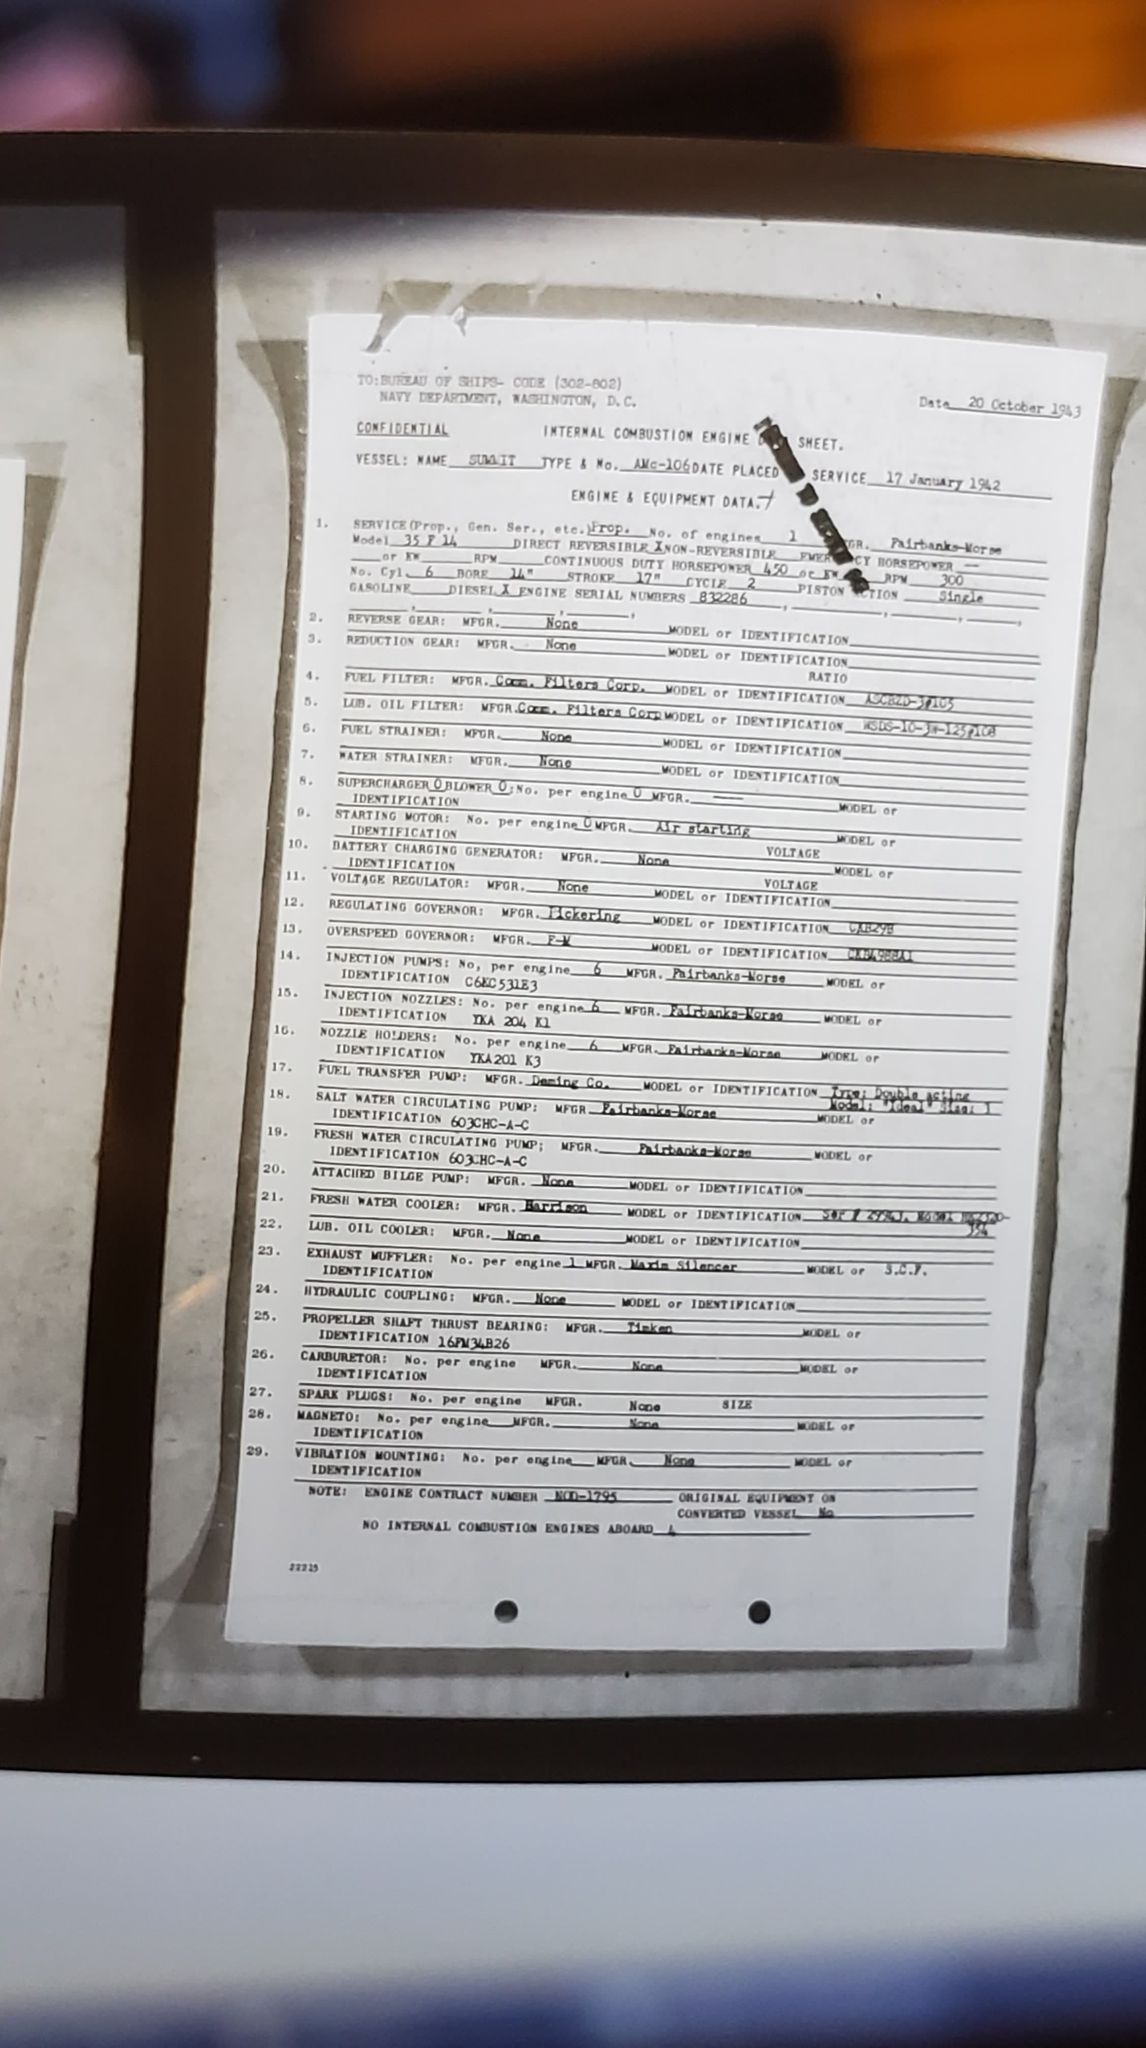 TO:BUREAU OF SHIPS- CODE (302-802)
NAVY DEPARTMENT, WASHINGTON, D.C.
Date 20 October 1943
CONFIDENTIAL INTERNAL COMBUSTION ENGINE SHEET.
VESSEL: NAME SUMMIT TYPE & No. AMc-106 DATE PLACED SERVICE 17 January 1942
ENGINE & EQUIPMENT DATA.
1. SERVICE(Prop., Gen. Ser., etc.)Prop. No. of engines 1 GR. Fairbanks-Morse
Model 35 F 14 DIRECT REVERSIBLE X NON-REVERSIBLE EMER CY HORSEPOWER —
or KW RPM CONTINUOUS DUTY HORSEPOWER 450 or KW RPM 300
No. Cyl. 6 BORE 14" STROKE 17" CYCLE 2 PISTON TION Single
GASOLINE DIESEL X ENGINE SERIAL NUMBERS 832286
2. REVERSE GEAR: MFGR. None MODEL or IDENTIFICATION
3. REDUCTION GEAR: MFGR. None MODEL or IDENTIFICATION
RATIO
4. FUEL FILTER: MFGR. Comm. Filters Corp. MODEL or IDENTIFICATION
5. LUB. OIL FILTER: MFGR. Comm. Filters Corp MODEL or IDENTIFICATION
6. FUEL STRAINER: MFGR. None MODEL or IDENTIFICATION
7. WATER STRAINER: MFGR. None MODEL or IDENTIFICATION
8. SUPERCHARGER 0 BLOWER 0: No. per engine 0 MFGR. — MODEL or
IDENTIFICATION
9. STARTING MOTOR: No. per engine 0 MFGR. Air starting MODEL or
IDENTIFICATION VOLTAGE
10. BATTERY CHARGING GENERATOR: MFGR. None MODEL or
IDENTIFICATION VOLTAGE
11. VOLTAGE REGULATOR: MFGR. None MODEL or IDENTIFICATION
12. REGULATING GOVERNOR: MFGR. Pickering MODEL or IDENTIFICATION
13. OVERSPEED GOVERNOR: MFGR. F-M MODEL or IDENTIFICATION
14. INJECTION PUMPS: No, per engine 6 MFGR. Fairbanks-Morse MODEL or
IDENTIFICATION C6KC531E3
15. INJECTION NOZZLES: No. per engine 6 MFGR. Fairbanks-Morse MODEL or
IDENTIFICATION YKA 204 K1
16. NOZZLE HOLDERS: No. per engine 6 MFGR. Fairbanks-Morse MODEL or
IDENTIFICATION YKA201 K3
17. FUEL TRANSFER PUMP: MFGR. Deming Co. MODEL or IDENTIFICATION Type: Double acting
Model: "Ideal" Size: 1
18. SALT WATER CIRCULATING PUMP: MFGR Fairbanks-Morse MODEL or
IDENTIFICATION 603CHC-A-C
19. FRESH WATER CIRCULATING PUMP; MFGR. Fairbanks-Morse MODEL or
IDENTIFICATION 603CHC-A-C
20. ATTACHED BILGE PUMP: MFGR. None MODEL or IDENTIFICATION
21. FRESH WATER COOLER: MFGR. Harrison MODEL or IDENTIFICATION Ser # Model
22. LUB. OIL COOLER: MFGR. None MODEL or IDENTIFICATION
23. EXHAUST MUFFLER: No. per engine 1 MFGR. Maxim Silencer MODEL or
IDENTIFICATION
24. HYDRAULIC COUPLING: MFGR. None MODEL or IDENTIFICATION
25. PROPELLER SHAFT THRUST BEARING: MFGR. Timken MODEL or
IDENTIFICATION 16FM34B26
26. CARBURETOR: No. per engine MFGR. None MODEL or
IDENTIFICATION
27. SPARK PLUGS: No. per engine MFGR. None SIZE
28. MAGNETO: No. per engine MFGR. None MODEL or
IDENTIFICATION
29. VIBRATION MOUNTING: No. per engine MFGR. None MODEL or
IDENTIFICATION
NOTE: ENGINE CONTRACT NUMBER NOD-1795 ORIGINAL EQUIPMENT ON
CONVERTED VESSEL No
NO INTERNAL COMBUSTION ENGINES ABOARD
22225